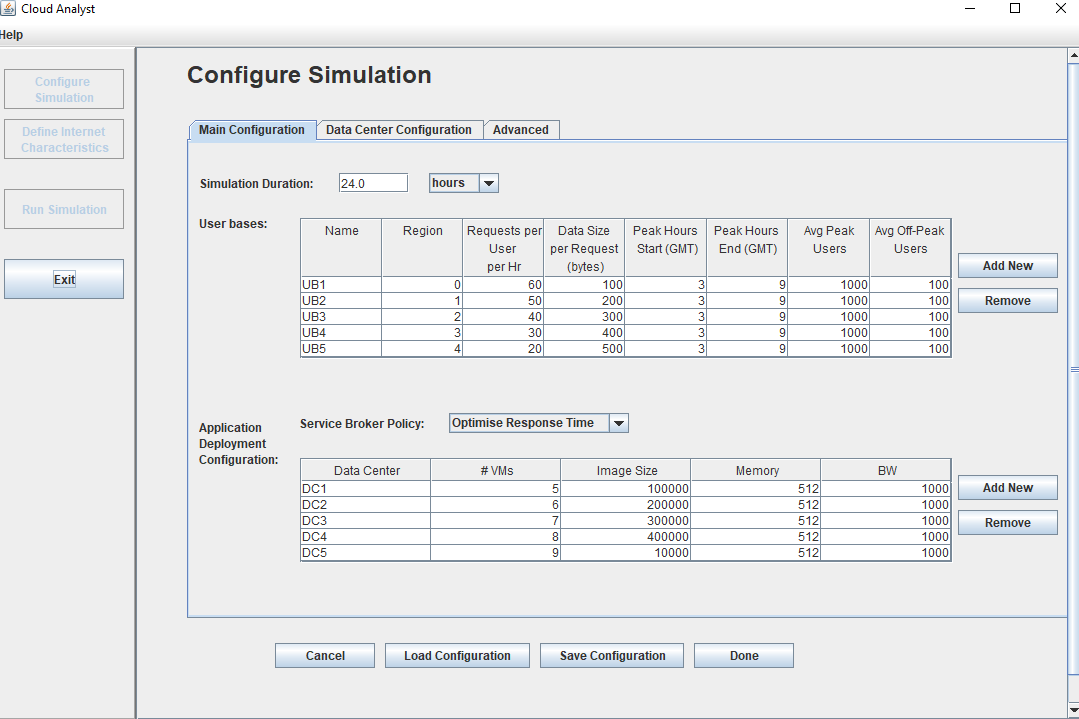 Cloud Analyst
Help
Configure
Simulation
Define Internet
Characteristics
Run Simulation
Exit
Configure Simulation
Main Configuration Data Center Configuration Advanced
Simulation Duration: 24.0 hours
User bases:
Name Region Requests per User per Hr Data Size per Request (bytes) Peak Hours Start (GMT) Peak Hours End (GMT) Avg Peak Users Avg Off-Peak Users
UB1 0 60 100 3 9 1000 100
UB2 1 50 200 3 9 1000 100
UB3 2 40 300 3 9 1000 100
UB4 3 30 400 3 9 1000 100
UB5 4 20 500 3 9 1000 100
Add New
Remove
Application
Deployment
Configuration:
Service Broker Policy: Optimise Response Time
Data Center # VMs Image Size Memory BW
DC1 5 100000 512 1000
DC2 6 200000 512 1000
DC3 7 300000 512 1000
DC4 8 400000 512 1000
DC5 9 10000 512 1000
Add New
Remove
Cancel Load Configuration Save Configuration Done